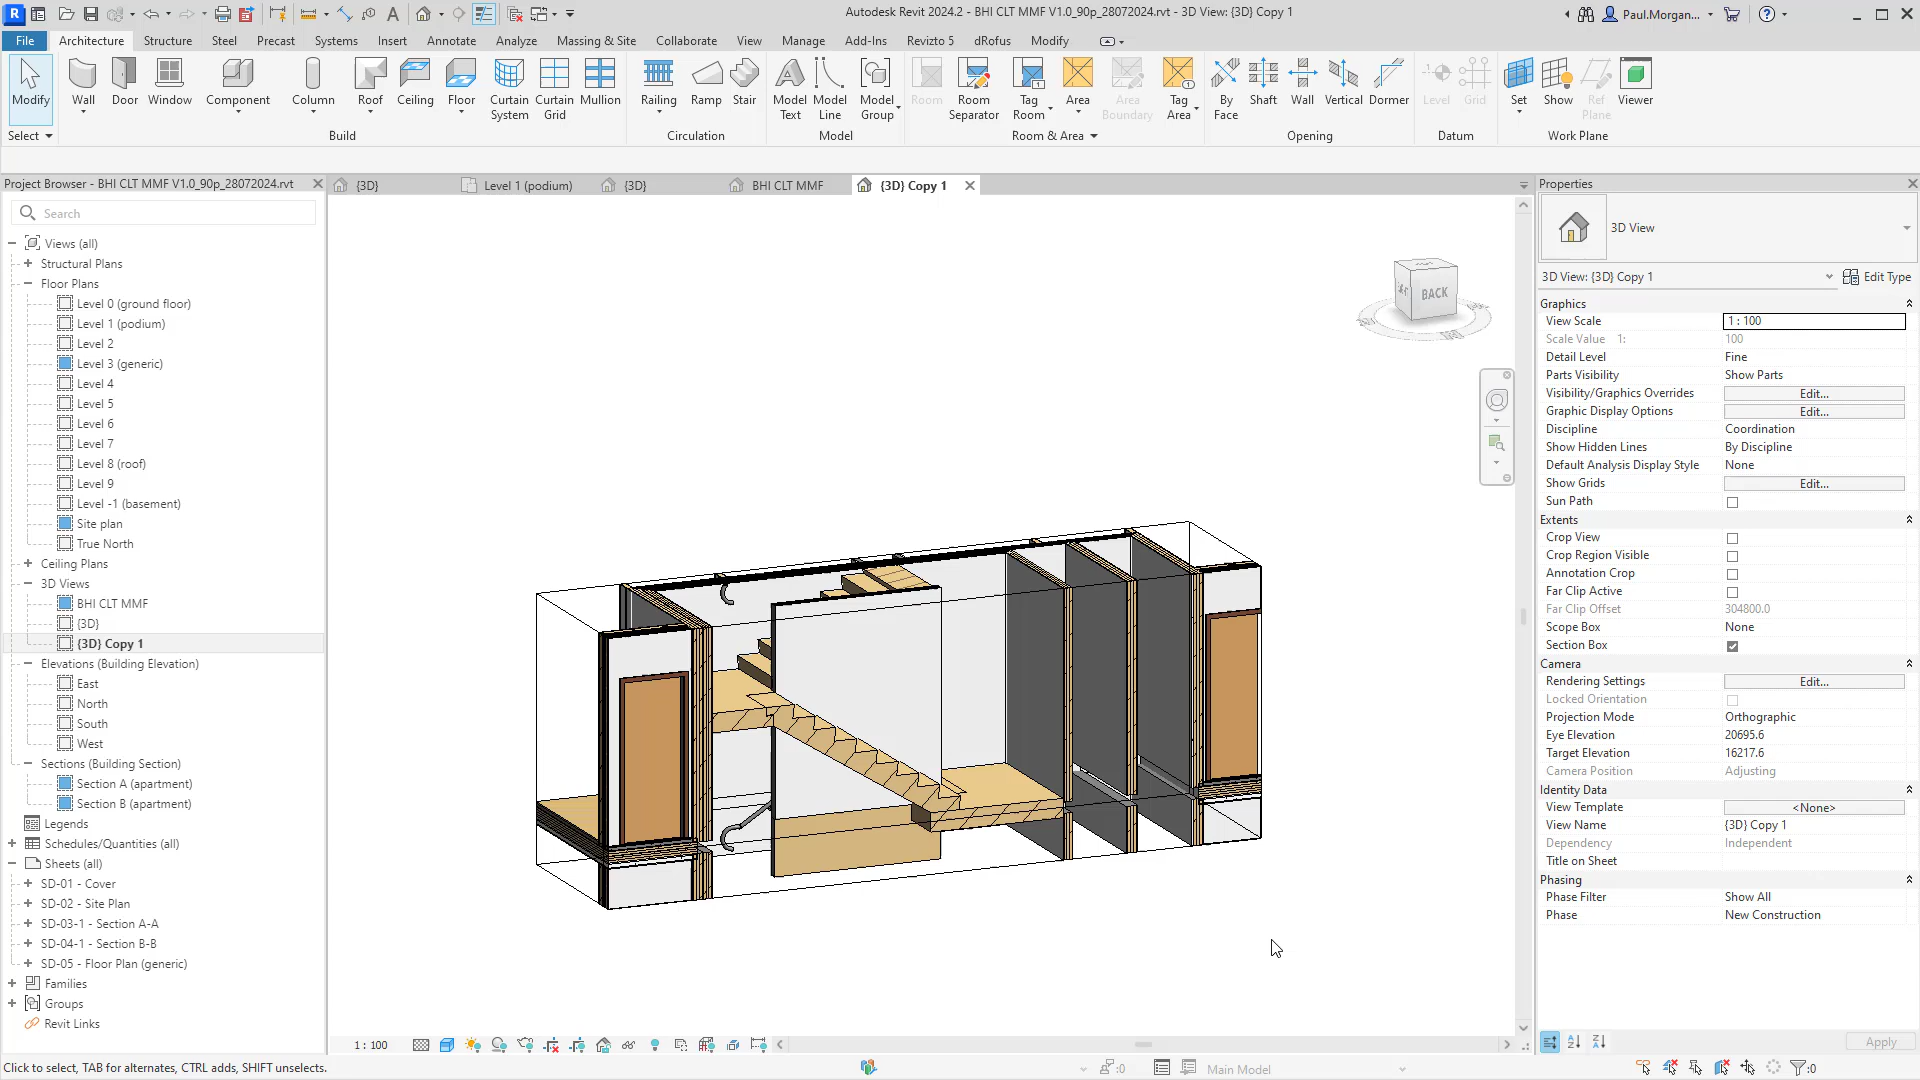 Autodesk Revit 2024.2 - BHI CLT MMF V1.0_90p_28072024.rvt - 3D View: {3D} Copy 1
Paul.Morgan...
File Architecture Structure Steel Precast Systems Insert Annotate Analyze Massing & Site Collaborate View Manage Add-Ins Revizto 5 dRofus Modify
Modify
Wall
Door
Window
Component
Column
Roof
Ceiling
Floor
Curtain System
Curtain Grid
Mullion
Railing
Ramp
Stair
Model Text
Model Line
Model Group
Room
Room Separator
Tag Room
Area
Area Boundary
Tag Area
By Face
Shaft
Wall
Vertical
Dormer
Level
Grid
Set
Show
Ref Plane
Viewer
Select
Build
Circulation
Model
Room & Area
Opening
Datum
Work Plane
Project Browser - BHI CLT MMF V1.0_90p_28072024.rvt
Search
Views (all)
Structural Plans
Floor Plans
Level 0 (ground floor)
Level 1 (podium)
Level 2
Level 3 (generic)
Level 4
Level 5
Level 6
Level 7
Level 8 (roof)
Level 9
Level -1 (basement)
Site plan
True North
Ceiling Plans
3D Views
BHI CLT MMF
{3D}
{3D} Copy 1
Elevations (Building Elevation)
East
North
South
West
Sections (Building Section)
Section A (apartment)
Section B (apartment)
Legends
Schedules/Quantities (all)
Sheets (all)
SD-01 - Cover
SD-02 - Site Plan
SD-03-1 - Section A-A
SD-04-1 - Section B-B
SD-05 - Floor Plan (generic)
Families
Groups
Revit Links
{3D}
Level 1 (podium)
{3D}
BHI CLT MMF
{3D} Copy 1
BACK
1 : 100
Properties
3D View
3D View: {3D} Copy 1
Edit Type
Graphics
View Scale 1 : 100
Scale Value 1: 100
Detail Level Fine
Parts Visibility Show Parts
Visibility/Graphics Overrides Edit...
Graphic Display Options Edit...
Discipline Coordination
Show Hidden Lines By Discipline
Default Analysis Display Style None
Show Grids Edit...
Sun Path
Extents
Crop View
Crop Region Visible
Annotation Crop
Far Clip Active
Far Clip Offset 304800.0
Scope Box None
Section Box
Camera
Rendering Settings Edit...
Locked Orientation
Projection Mode Orthographic
Eye Elevation 20695.6
Target Elevation 16217.6
Camera Position Adjusting
Identity Data
View Template <None>
View Name {3D} Copy 1
Dependency Independent
Title on Sheet
Phasing
Phase Filter Show All
Phase New Construction
Apply
Click to select, TAB for alternates, CTRL adds, SHIFT unselects.
:0
Main Model
:0